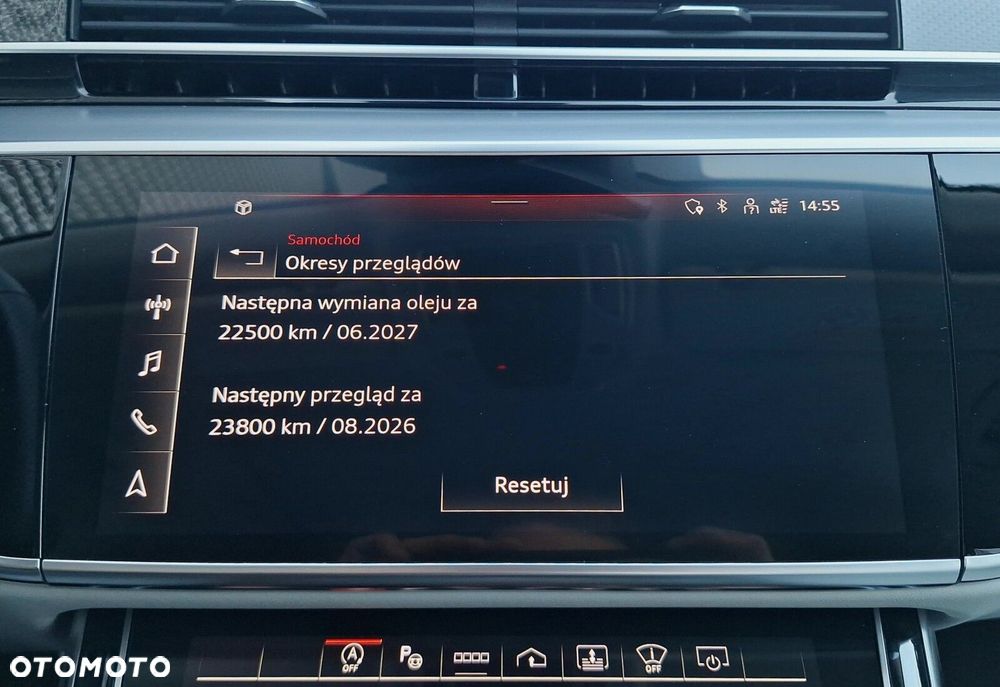 LTE 14:55
Samochód
Okresy przeglądów
Następna wymiana oleju za
22500 km / 06.2027
Następny przegląd za
23800 km / 08.2026
Resetuj
A OFF P OFF
OTOMOTO